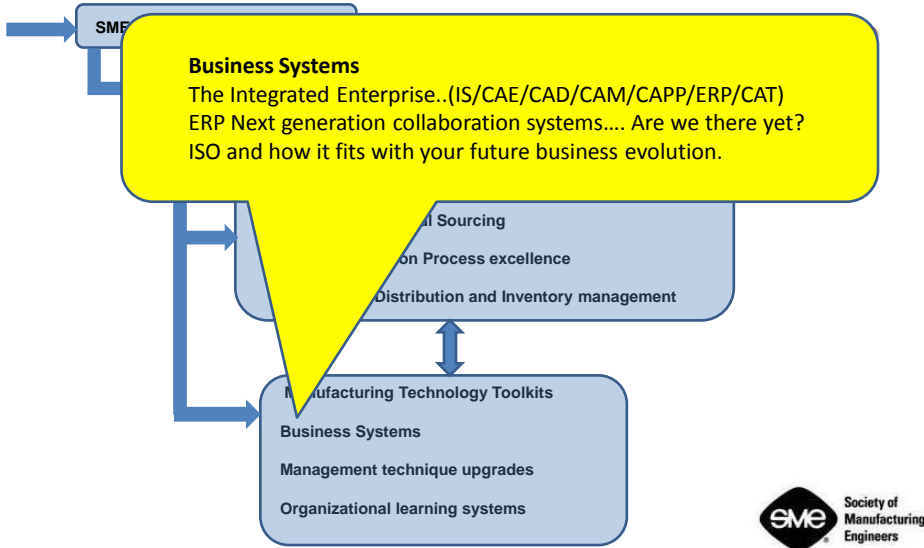 SME
Business Systems
The Integrated Enterprise..(IS/CAE/CAD/CAM/CAPP/ERP/CAT)
ERP Next generation collaboration systems…. Are we there yet?
ISO and how it fits with your future business evolution.
Sourcing
Process excellence
Distribution and Inventory management
Manufacturing Technology Toolkits
Business Systems
Management technique upgrades
Organizational learning systems
SME
Society of
Manufacturing
Engineers